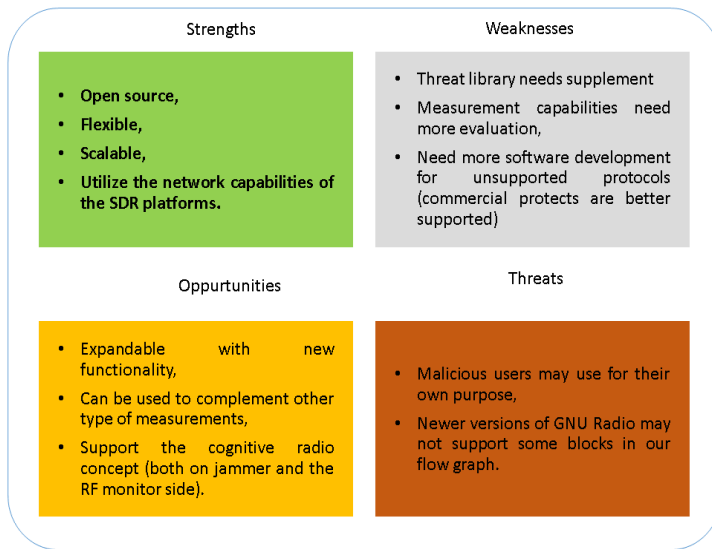 Strengths
• Open source,
• Flexible,
• Scalable,
• Utilize the network capabilities of
the SDR platforms.
Weaknesses
• Threat library needs supplement
• Measurement capabilities need
more evaluation,
• Need more software development
for unsupported protocols
(commercial protects are better
supported)
Oppurtunities
• Expandable with new
functionality,
• Can be used to complement other
type of measurements,
• Support the cognitive radio
concept (both on jammer and the
RF monitor side).
Threats
• Malicious users may use for their
own purpose,
• Newer versions of GNU Radio may
not support some blocks in our
flow graph.